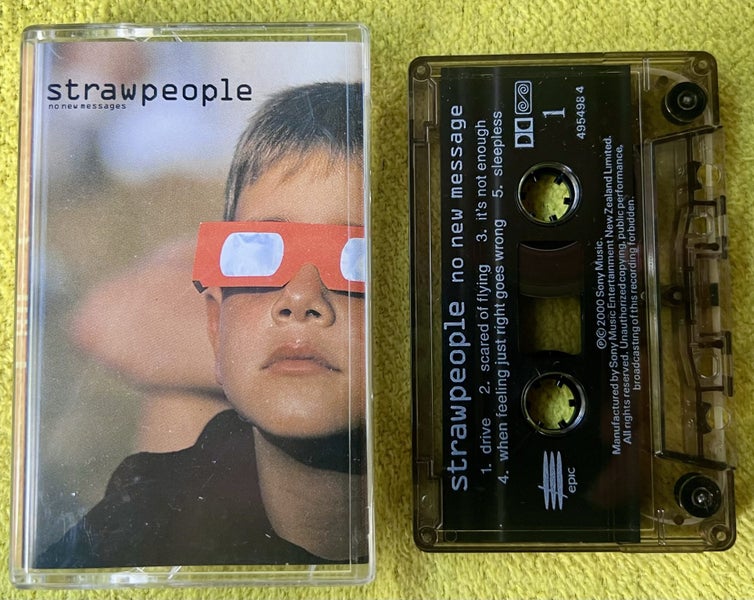 strawpeople
no new messages
strawpeople no new message
1. drive 2. scared of flying 3. it's not enough
4. when feeling just right goes wrong 5. sleepless
epic
1
495498 4
℗© 2000 Sony Music.
Manufactured by Sony Music Entertainment New Zealand Limited.
All rights reserved. Unauthorized copying, public performance,
broadcasting of this recording forbidden.